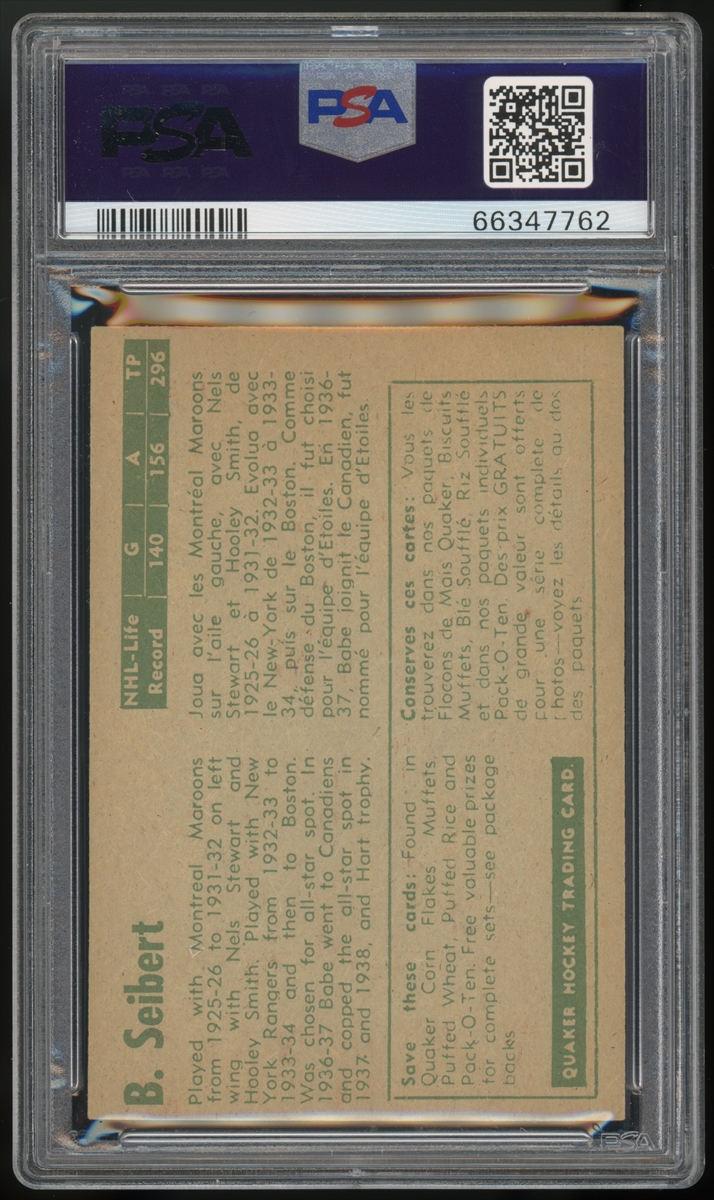 PSA
PSA
66347762
B. Seibert
NHL-Life | G | A | TP
Record | 140 | 156 | 296
Played with Montreal Maroons
from 1925-26 to 1931-32 on left
wing with Nels Stewart and
Hooley Smith. Played with New
York Rangers from 1932-33 to
1933-34 and then to Boston.
Was chosen for all-star spot. In
1936-37 Babe went to Canadiens
and copped the all-star spot in
1937 and 1938, and Hart trophy.
Joua avec les Montréal Maroons
sur l'aile gauche, avec Nels
Stewart et Hooley Smith, de
1925-26 à 1931-32. Evolua avec
le New-York de 1932-33 à 1933-
34, puis sur le Boston. Comme
défense du Boston, il fut choisi
pour l'équipe d'Etoiles. En 1936-
37, Babe joignit le Canadien, fut
nommé pour l'équipe d'Etoiles.
Save these cards: Found in
Quaker Corn Flakes, Muffets,
Puffed Wheat, Puffed Rice and
Pack-O-Ten. Free valuable prizes
for complete sets—see package
backs
QUAKER HOCKEY TRADING CARD.
Conserves ces cartes: Vous les
trouverez dans nos paquets de
Flocons de Mais Quaker, Biscuits
Muffets, Blé Soufflé, Riz Soufflé
et dans nos paquets individuels
Pack-O-Ten. Des prix GRATUITS
de grande valeur sont offerts
pour une série complète de
photos—voyez les détails au dos
des paquets
PSA